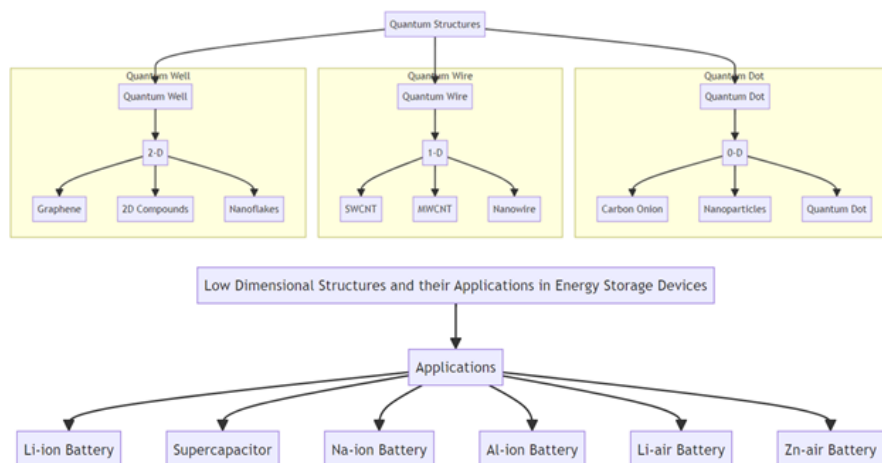 Quantum Structures
Quantum Well
Quantum Wire
Quantum Dot
Quantum Well
Quantum Wire
Quantum Dot
2-D
1-D
0-D
Graphene
2D Compounds
Nanoflakes
SWCNT
MWCNT
Nanowire
Carbon Onion
Nanoparticles
Quantum Dot
Low Dimensional Structures and their Applications in Energy Storage Devices
Applications
Li-ion Battery
Supercapacitor
Na-ion Battery
Al-ion Battery
Li-air Battery
Zn-air Battery